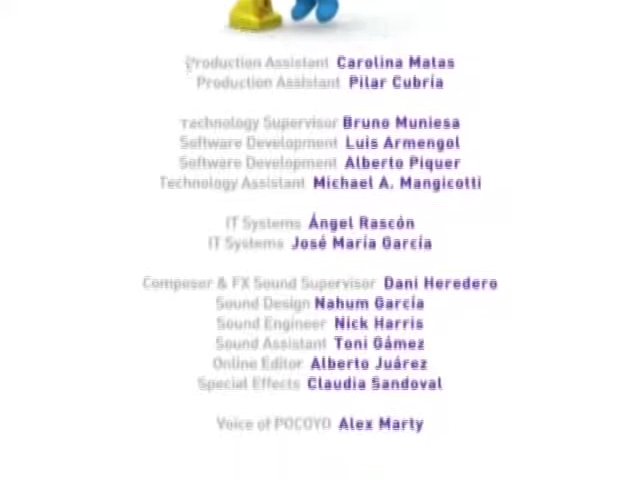 Production Assistant Carolina Matas
Production Assistant Pilar Cubría
Technology Supervisor Bruno Muniesa
Software Development Luis Armengol
Software Development Alberto Piquer
Technology Assistant Michael A. Mangicotti
IT Systems Ángel Rascón
IT Systems José María García
Composer & FX Sound Supervisor Dani Heredero
Sound Design Nahum García
Sound Engineer Nick Harris
Sound Assistant Toni Gámez
Online Editor Alberto Juárez
Special Effects Claudia Sandoval
Voice of POCOYO Alex Marty